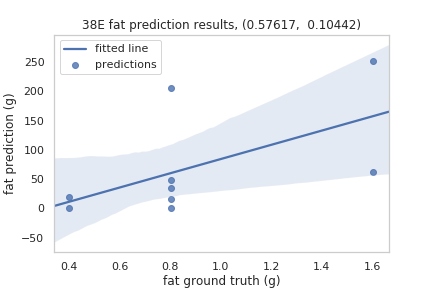 38E fat prediction results, (0.57617,  0.10442)
fitted line
predictions
fat prediction (g)
250
200
150
100
50
0
−50
0.4
0.6
0.8
1.0
1.2
1.4
1.6
fat ground truth (g)